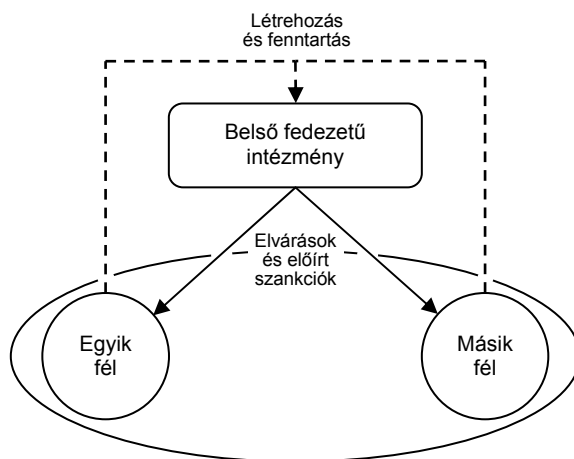 Létrehozás
és fenntartás
Belső fedezetű
intézmény
Elvárások
és előírt
szankciók
Egyik
fél
Másik
fél